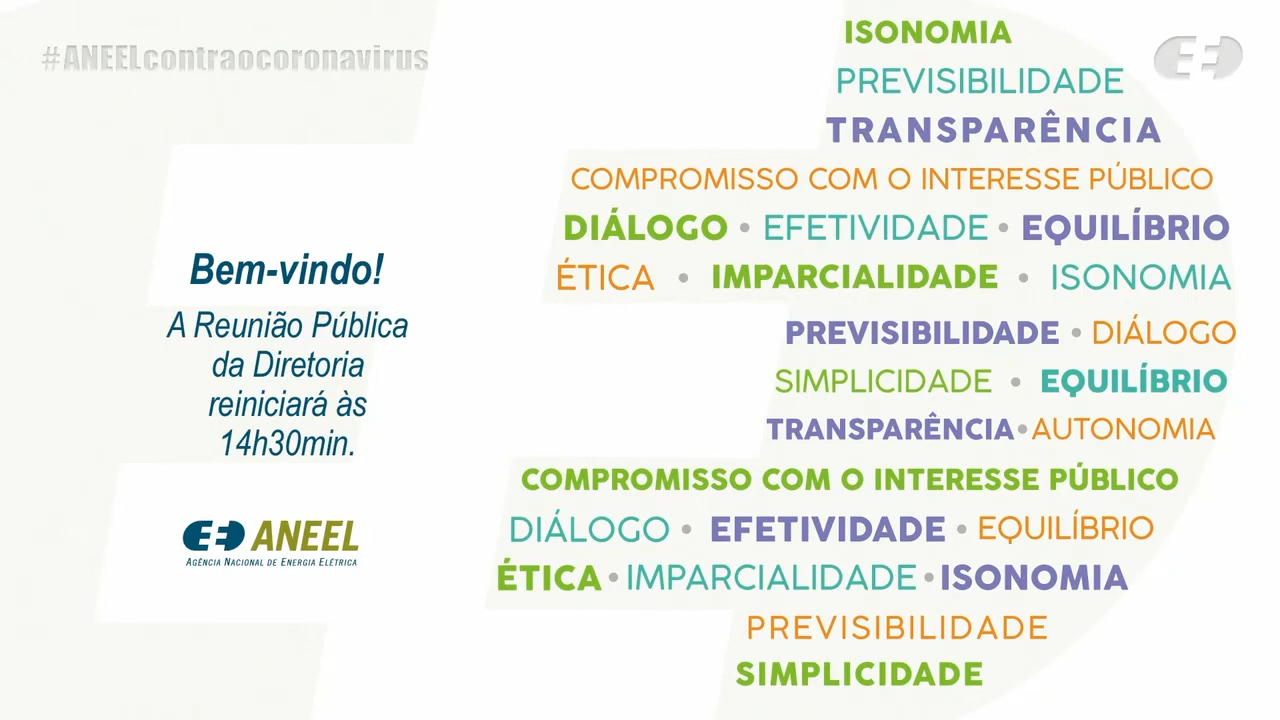 #ANEELcontraocoronavirus
Bem-vindo!
A Reunião Pública
da Diretoria
reiniciará às
14h30min.
ANEEL
AGÊNCIA NACIONAL DE ENERGIA ELÉTRICA
ISONOMIA
PREVISIBILIDADE
TRANSPARÊNCIA
COMPROMISSO COM O INTERESSE PÚBLICO
DIÁLOGO • EFETIVIDADE • EQUILÍBRIO
ÉTICA • IMPARCIALIDADE • ISONOMIA
PREVISIBILIDADE • DIÁLOGO
SIMPLICIDADE • EQUILÍBRIO
TRANSPARÊNCIA • AUTONOMIA
COMPROMISSO COM O INTERESSE PÚBLICO
DIÁLOGO • EFETIVIDADE • EQUILÍBRIO
ÉTICA • IMPARCIALIDADE • ISONOMIA
PREVISIBILIDADE
SIMPLICIDADE